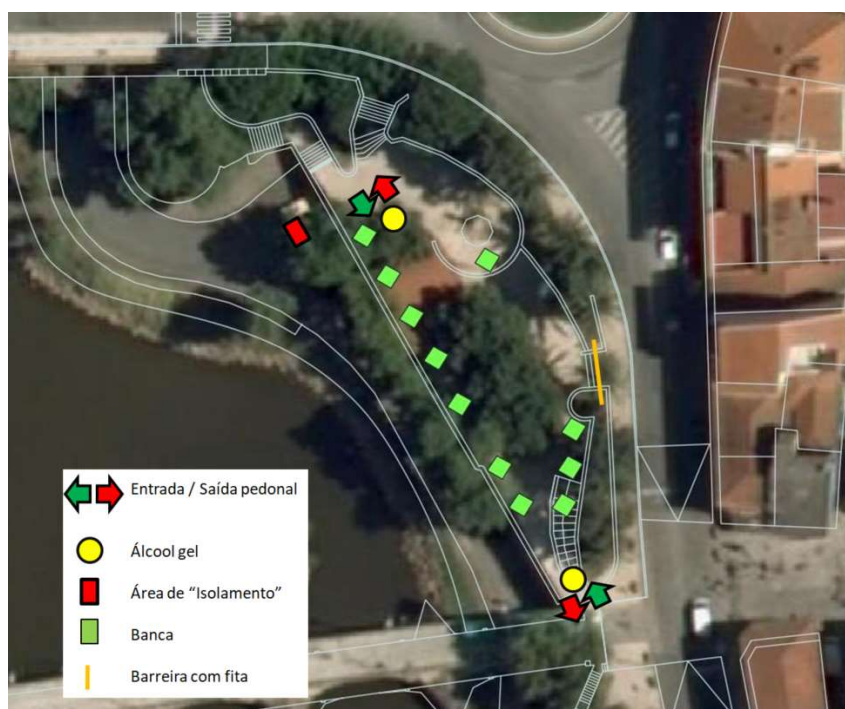 Entrada / Saída pedonal
Álcool gel
Área de “Isolamento”
Banca
Barreira com fita